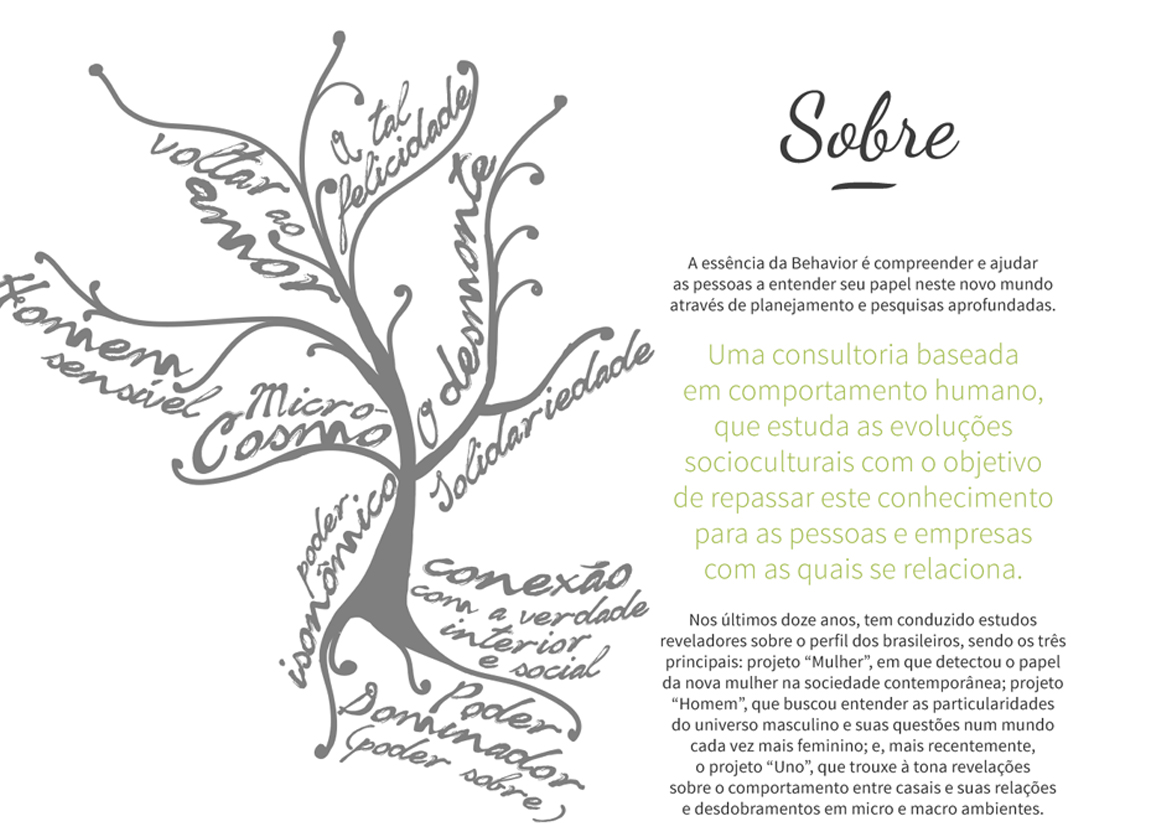 voltar ao
amor
A tal
felicidade
O desmonte
Homem
sensível
Micro-
Cosmo
Solidariedade
poder
isonômico
conexão
com a verdade
interior
e social
Poder
Dominador
(poder sobre)
Sobre
A essência da Behavior é compreender e ajudar
as pessoas a entender seu papel neste novo mundo
através de planejamento e pesquisas aprofundadas.
Uma consultoria baseada
em comportamento humano,
que estuda as evoluções
socioculturais com o objetivo
de repassar este conhecimento
para as pessoas e empresas
com as quais se relaciona.
Nos últimos doze anos, tem conduzido estudos
reveladores sobre o perfil dos brasileiros, sendo os três
principais: projeto “Mulher”, em que detectou o papel
da nova mulher na sociedade contemporânea; projeto
“Homem”, que buscou entender as particularidades
do universo masculino e suas questões num mundo
cada vez mais feminino; e, mais recentemente,
o projeto “Uno”, que trouxe à tona revelações
sobre o comportamento entre casais e suas relações
e desdobramentos em micro e macro ambientes.